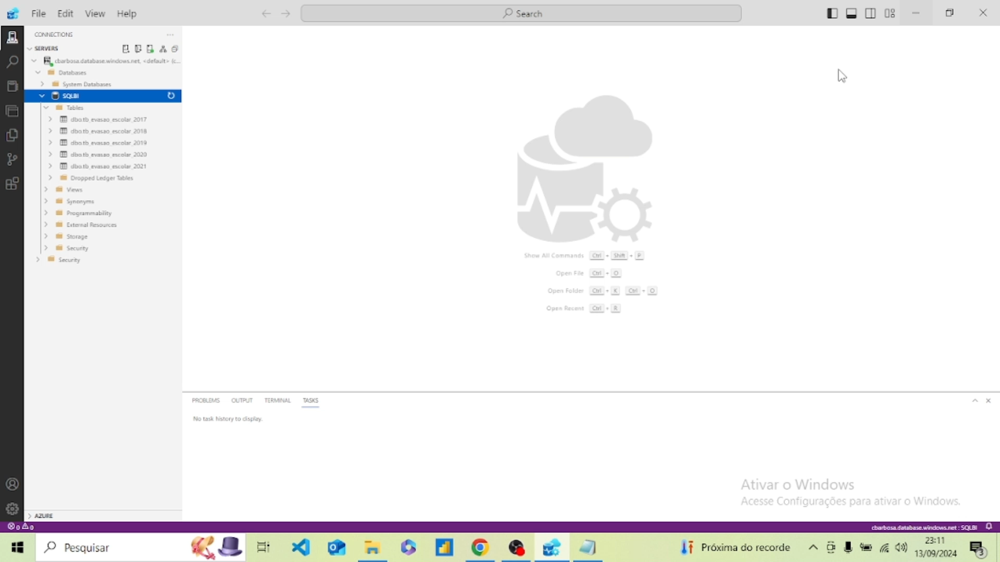 File Edit View Help
Search
CONNECTIONS
SERVERS
cbarbosa.database.windows.net, <default> (c...
Databases
System Databases
SQLBI
Tables
dbo.tb_evasao_escolar_2017
dbo.tb_evasao_escolar_2018
dbo.tb_evasao_escolar_2019
dbo.tb_evasao_escolar_2020
dbo.tb_evasao_escolar_2021
Dropped Ledger Tables
Views
Synonyms
Programmability
External Resources
Storage
Security
Security
Show All Commands Ctrl + Shift + P
Open File Ctrl + O
Open Folder Ctrl + K Ctrl + O
Open Recent Ctrl + R
PROBLEMS OUTPUT TERMINAL TASKS
No task history to display.
Ativar o Windows
Acesse Configurações para ativar o Windows.
AZURE
0 0
cbarbosa.database.windows.net : SQLBI
Pesquisar
Próxima do recorde
23:11
13/09/2024
3